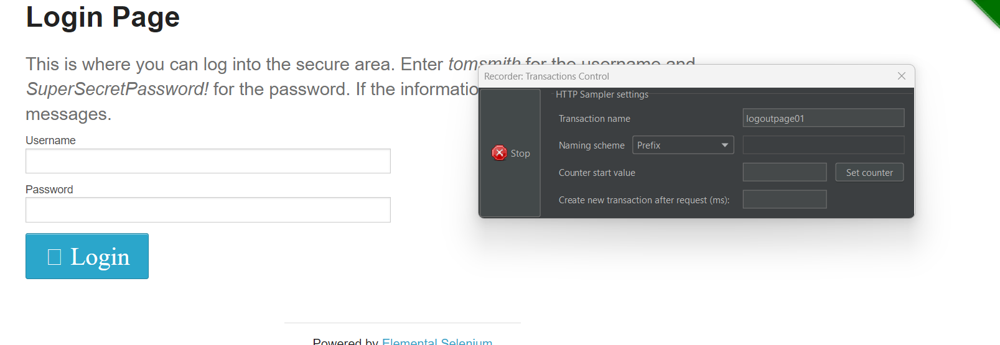 Login Page
This is where you can log into the secure area. Enter tomsmith for the username and
SuperSecretPassword! for the password. If the informatio
messages.
Username
Password
Login
Powered by Elemental Selenium
Recorder: Transactions Control
HTTP Sampler settings
Transaction name
logoutpage01
Stop
Naming scheme
Prefix
Counter start value
Set counter
Create new transaction after request (ms):